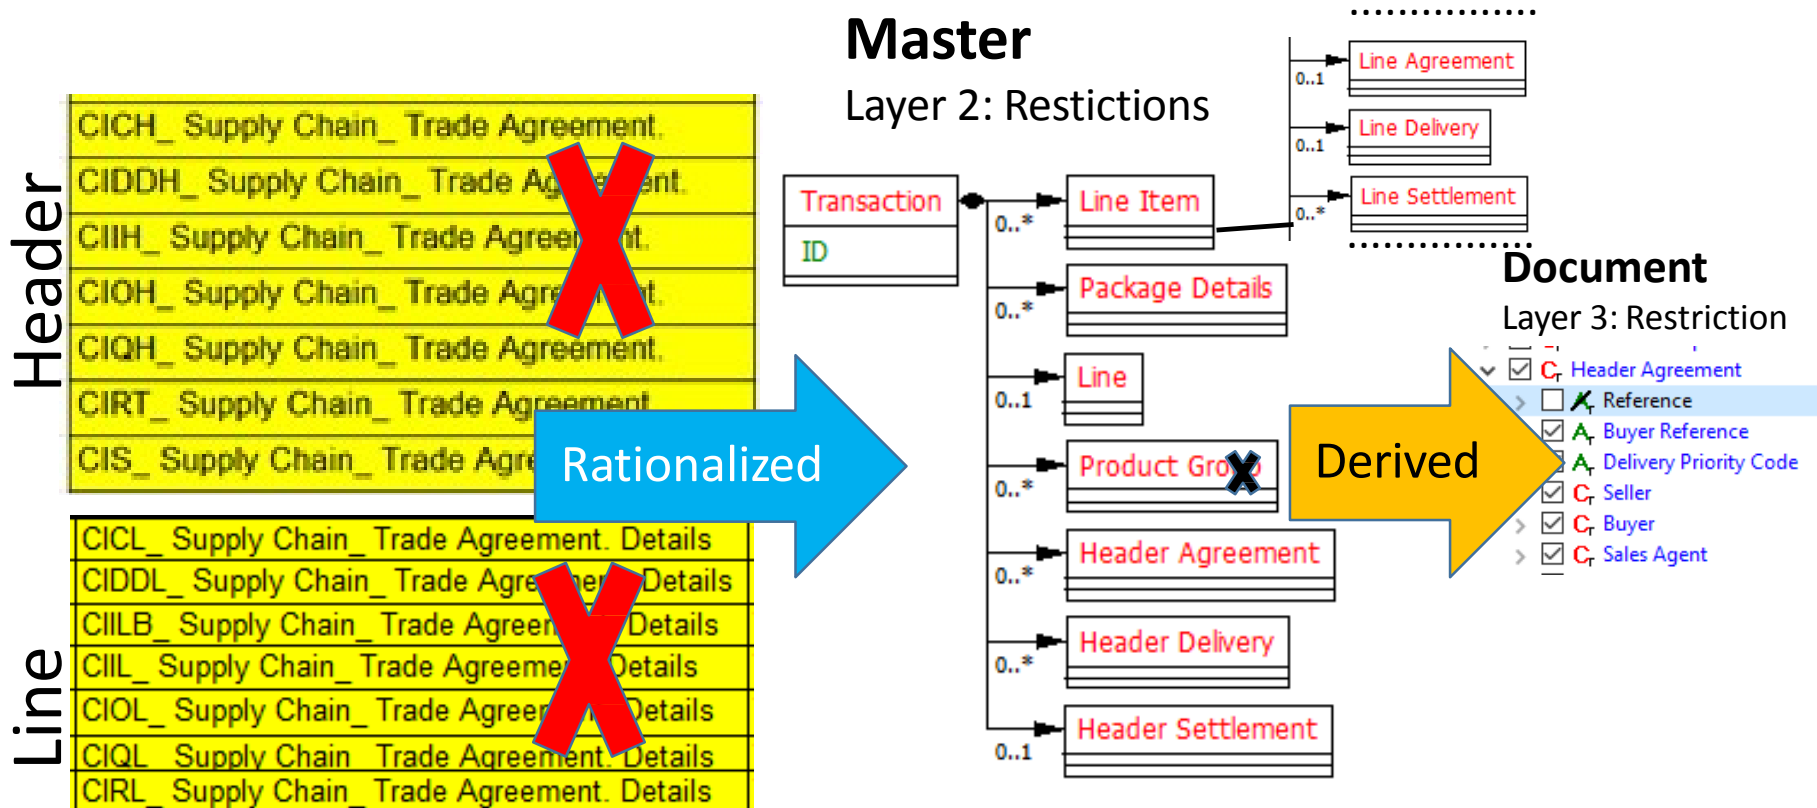 Header
CICH_ Supply Chain_ Trade Agreement.
CIDDH_ Supply Chain_ Trade Ag ent.
CIIH_ Supply Chain_ Trade Agreem t.
CIOH_ Supply Chain_ Trade Agre t.
CIQH_ Supply Chain_ Trade Agreement.
CIRT_ Supply Chain_ Trade Agreement
CIS_ Supply Chain_ Trade Agre
Line
CICL_ Supply Chain_ Trade Agreement. Details
CIDDL_ Supply Chain_ Trade Agreement. Details
CIILB_ Supply Chain_ Trade Agreem Details
CIIL_ Supply Chain_ Trade Agreeme Details
CIOL_ Supply Chain_ Trade Agreem Details
CIQL_ Supply Chain_ Trade Agreement. Details
CIRL_ Supply Chain_ Trade Agreement. Details
Rationalized
Master
Layer 2: Restictions
Transaction
ID
0..* Line Item
0..* Package Details
0..1 Line
0..* Product Group
0..* Header Agreement
0..* Header Delivery
0..1 Header Settlement
0..1 Line Agreement
0..1 Line Delivery
0..* Line Settlement
Derived
Document
Layer 3: Restriction
Header Agreement
Reference
Buyer Reference
Delivery Priority Code
Seller
Buyer
Sales Agent